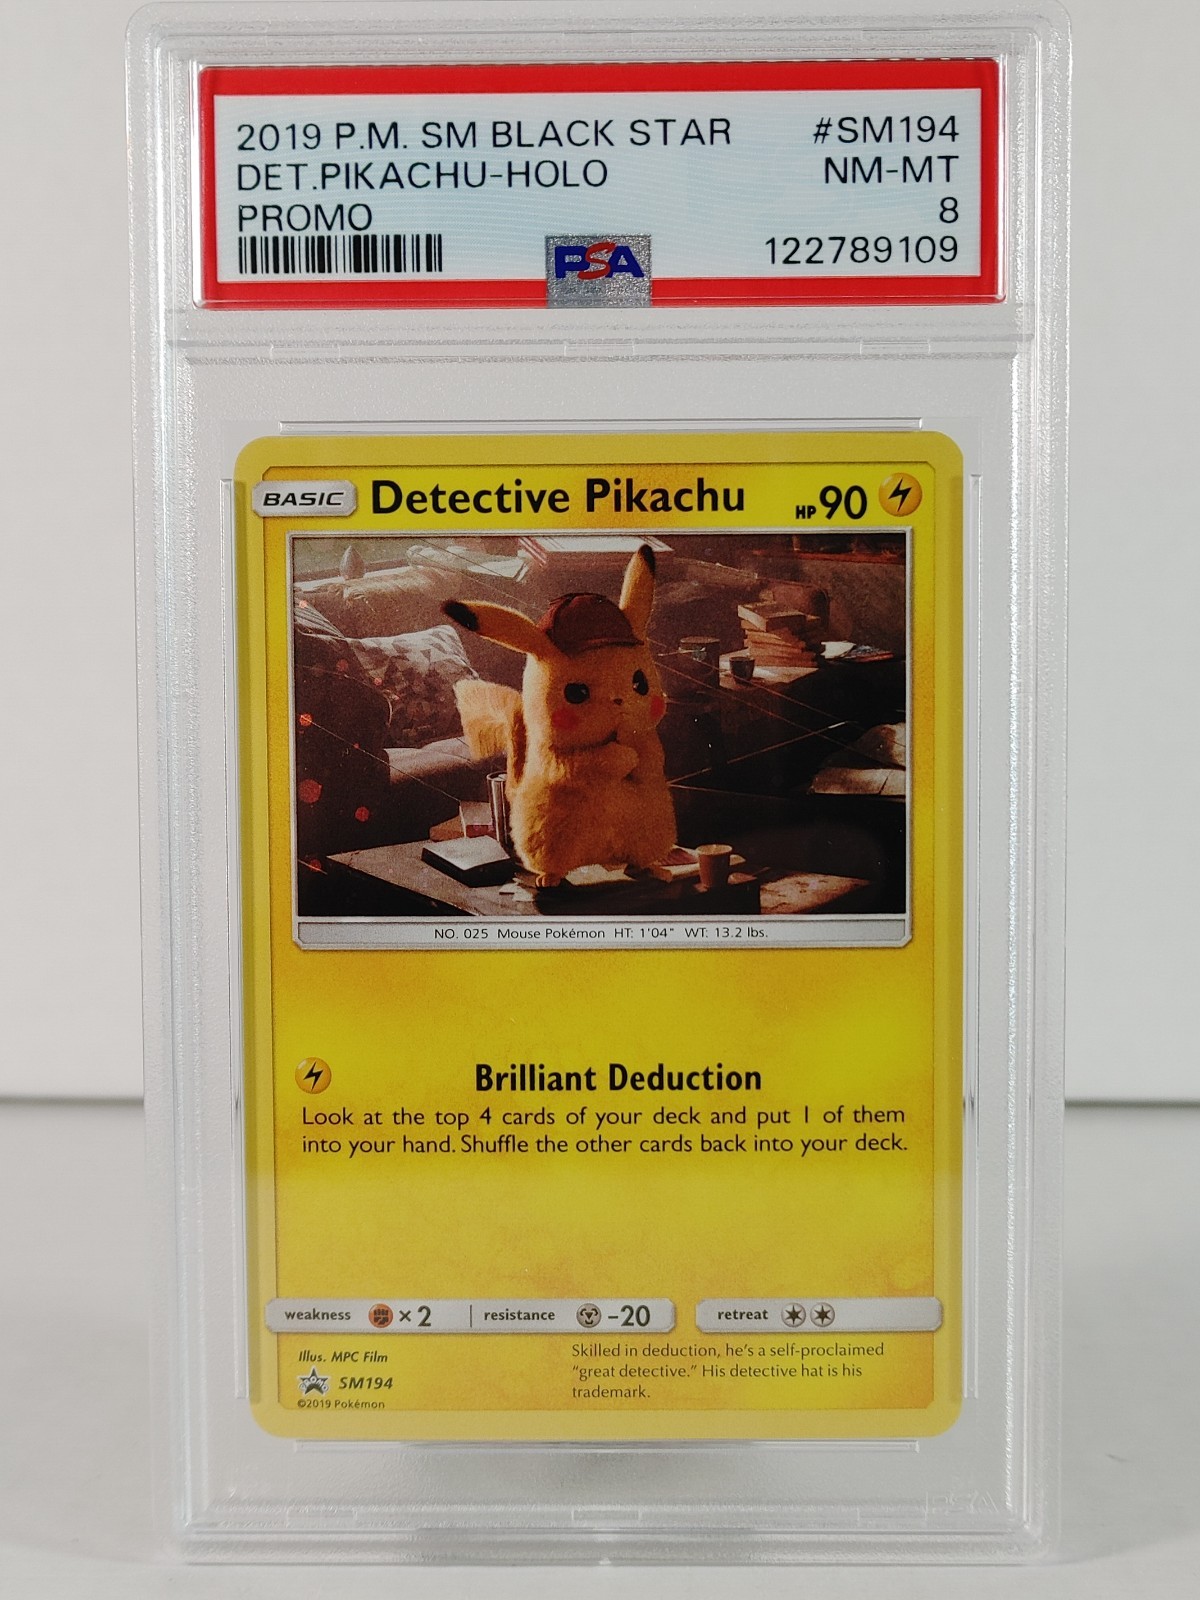 2019 P.M. SM BLACK STAR #SM194
DET.PIKACHU-HOLO NM-MT
PROMO 8
PSA 122789109
BASIC Detective Pikachu HP 90
NO. 025 Mouse Pokémon HT: 1'04" WT: 13.2 lbs.
Brilliant Deduction
Look at the top 4 cards of your deck and put 1 of them
into your hand. Shuffle the other cards back into your deck.
weakness ×2 resistance -20 retreat
Illus. MPC Film
SM194
©2019 Pokémon
Skilled in deduction, he's a self-proclaimed
"great detective." His detective hat is his
trademark.
PSA